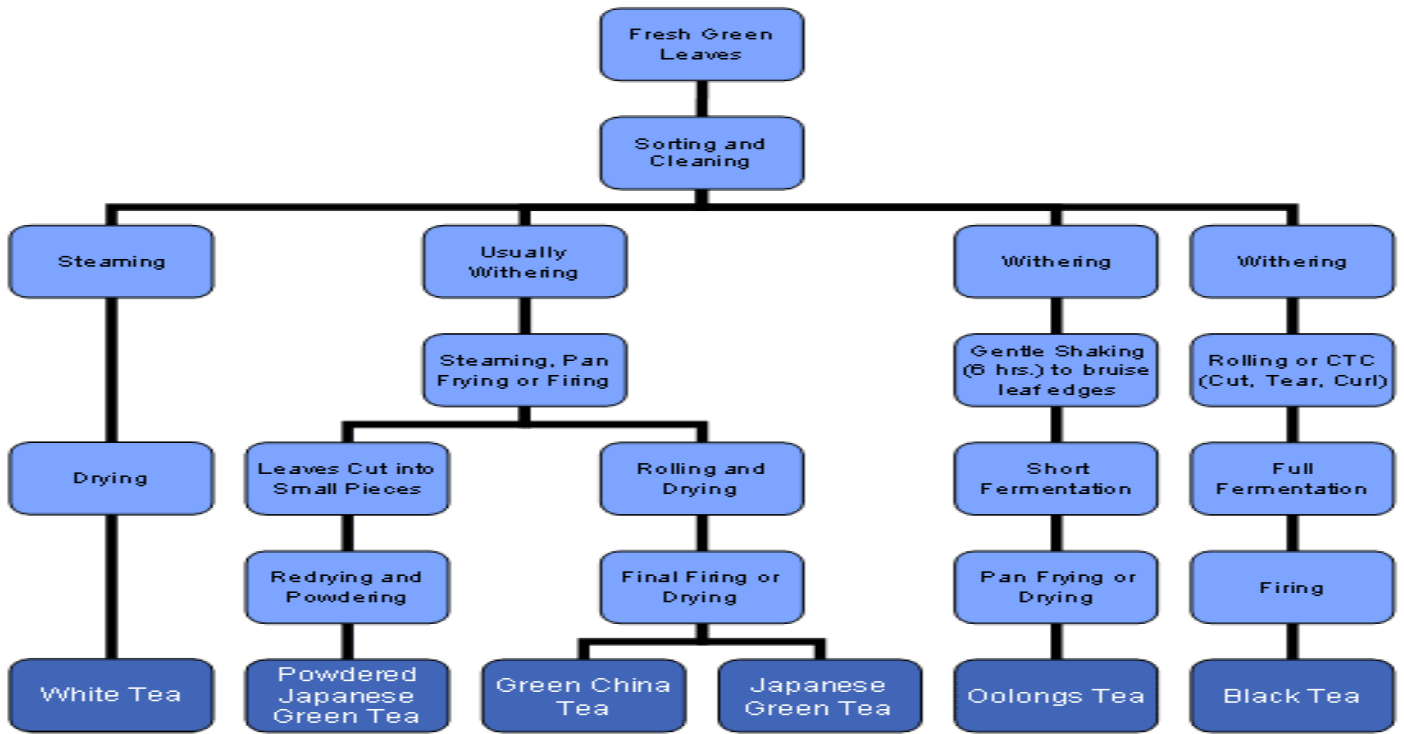 Fresh Green
Leaves
Sorting and
Cleaning
Steaming
Usually
Withering
Withering
Withering
Steaming, Pan
Frying or Firing
Gentle Shaking
(6 hrs.) to bruise
leaf edges
Rolling or CTC
(Cut, Tear, Curl)
Drying
Leaves Cut into
Small Pieces
Rolling and
Drying
Short
Fermentation
Full
Fermentation
Redrying and
Powdering
Final Firing or
Drying
Pan Frying or
Drying
Firing
White Tea
Powdered
Japanese
Green Tea
Green China
Tea
Japanese
Green Tea
Oolongs Tea
Black Tea